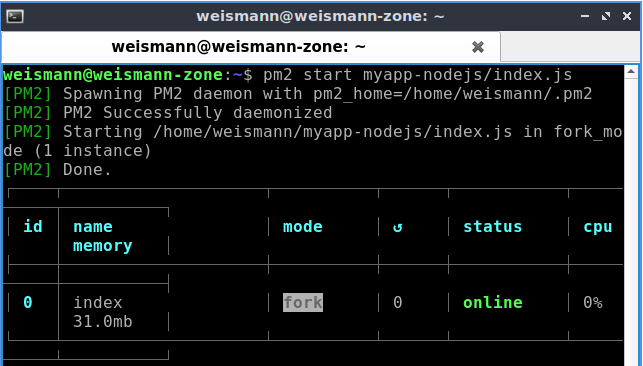 weismann@weismann-zone: ~
weismann@weismann-zone: ~
weismann@weismann-zone:~$ pm2 start myapp-nodejs/index.js
[PM2] Spawning PM2 daemon with pm2_home=/home/weismann/.pm2
[PM2] PM2 Successfully daemonized
[PM2] Starting /home/weismann/myapp-nodejs/index.js in fork_mo
de (1 instance)
[PM2] Done.
id name mode ↺ status cpu
memory
0 index fork 0 online 0%
31.0mb